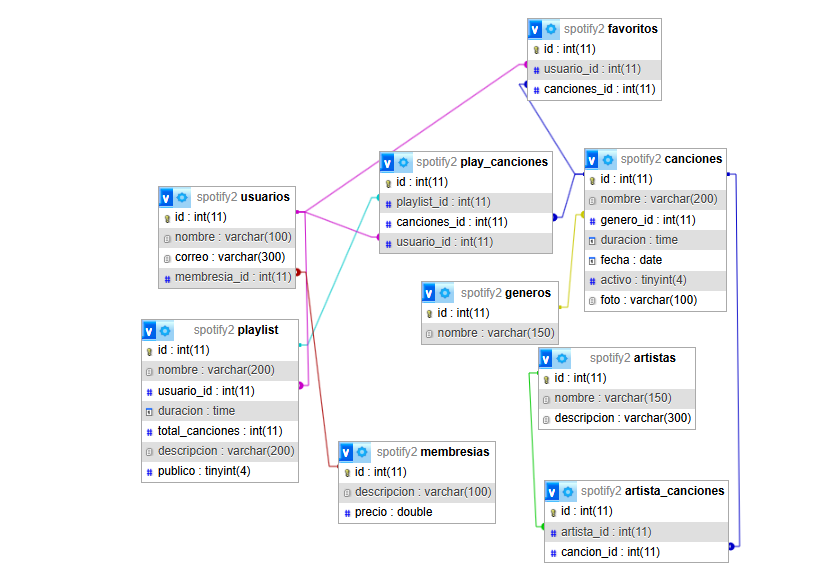 spotify2 favoritos
id : int(11)
usuario_id : int(11)
canciones_id : int(11)
spotify2 play_canciones
id : int(11)
playlist_id : int(11)
canciones_id : int(11)
usuario_id : int(11)
spotify2 canciones
id : int(11)
nombre : varchar(200)
genero_id : int(11)
duracion : time
fecha : date
activo : tinyint(4)
foto : varchar(100)
spotify2 usuarios
id : int(11)
nombre : varchar(100)
correo : varchar(300)
membresia_id : int(11)
spotify2 generos
id : int(11)
nombre : varchar(150)
spotify2 playlist
id : int(11)
nombre : varchar(200)
usuario_id : int(11)
duracion : time
total_canciones : int(11)
descripcion : varchar(200)
publico : tinyint(4)
spotify2 artistas
id : int(11)
nombre : varchar(150)
descripcion : varchar(300)
spotify2 membresias
id : int(11)
descripcion : varchar(100)
precio : double
spotify2 artista_canciones
id : int(11)
artista_id : int(11)
cancion_id : int(11)